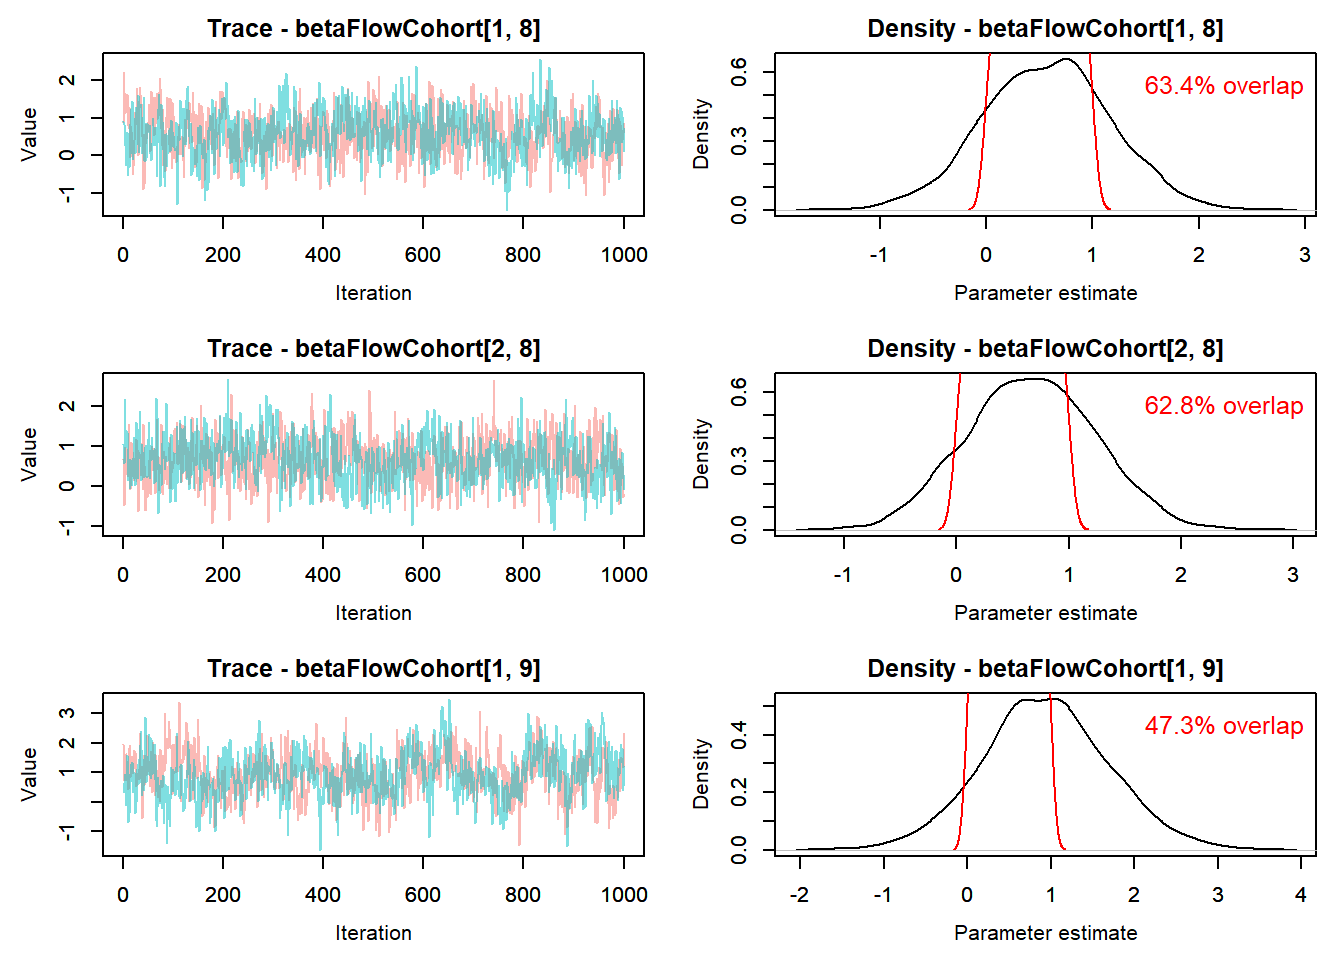 Trace - betaFlowCohort[1, 8]
Value
-1 0 1 2
0 200 400 600 800 1000
Iteration
Density - betaFlowCohort[1, 8]
63.4% overlap
Density
0.0 0.3 0.6
-1 0 1 2 3
Parameter estimate
Trace - betaFlowCohort[2, 8]
Value
-1 0 1 2
0 200 400 600 800 1000
Iteration
Density - betaFlowCohort[2, 8]
62.8% overlap
Density
0.0 0.3 0.6
-1 0 1 2 3
Parameter estimate
Trace - betaFlowCohort[1, 9]
Value
-1 1 2 3
0 200 400 600 800 1000
Iteration
Density - betaFlowCohort[1, 9]
47.3% overlap
Density
0.0 0.2 0.4
-2 -1 0 1 2 3 4
Parameter estimate